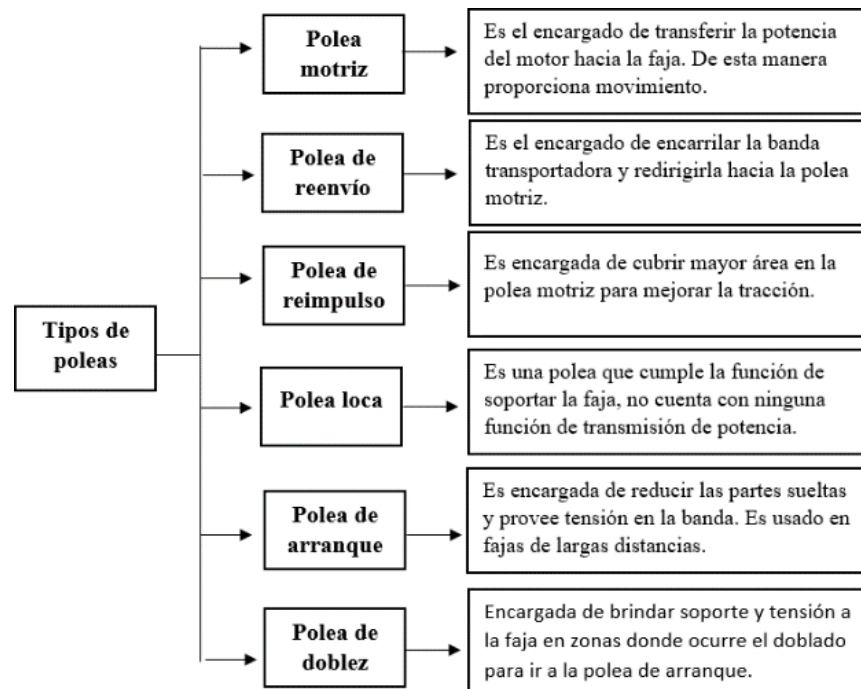 Tipos de
poleas
Polea
motriz
Es el encargado de transferir la potencia
del motor hacia la faja. De esta manera
proporciona movimiento.
Polea de
reenvío
Es el encargado de encarrilar la banda
transportadora y redirigirla hacia la polea
motriz.
Polea de
reimpulso
Es encargada de cubrir mayor área en la
polea motriz para mejorar la tracción.
Polea loca
Es una polea que cumple la función de
soportar la faja, no cuenta con ninguna
función de transmisión de potencia.
Polea de
arranque
Es encargada de reducir las partes sueltas
y provee tensión en la banda. Es usado en
fajas de largas distancias.
Polea de
doblez
Encargada de brindar soporte y tensión a
la faja en zonas donde ocurre el doblado
para ir a la polea de arranque.